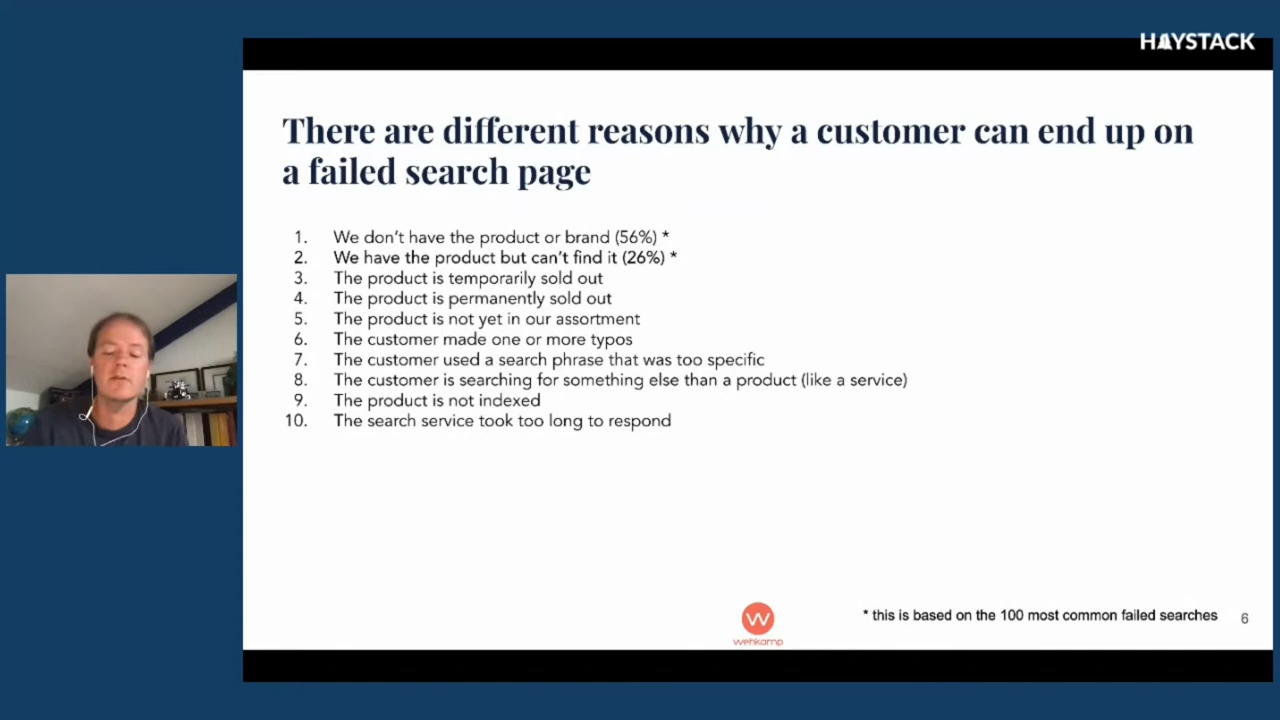 HAYSTACK
There are different reasons why a customer can end up on
a failed search page
1. We don't have the product or brand (56%) *
2. We have the product but can't find it (26%) *
3. The product is temporarily sold out
4. The product is permanently sold out
5. The product is not yet in our assortment
6. The customer made one or more typos
7. The customer used a search phrase that was too specific
8. The customer is searching for something else than a product (like a service)
9. The product is not indexed
10. The search service took too long to respond
W
wehkamp
* this is based on the 100 most common failed searches
6